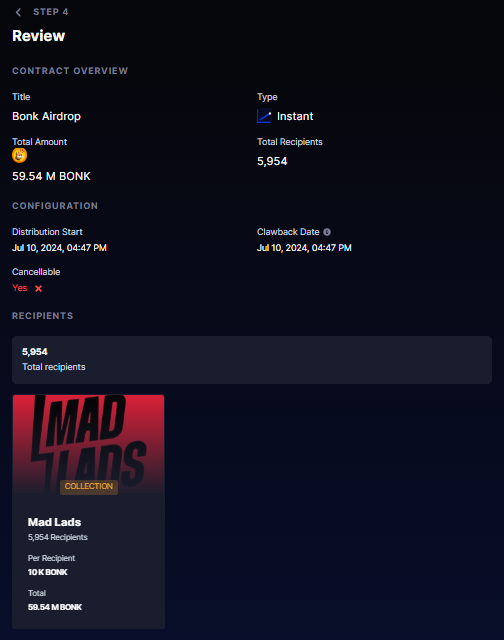 STEP 4
Review
CONTRACT OVERVIEW
Title
Type
Bonk Airdrop
Instant
Total Amount
Total Recipients
59.54 M BONK
5,954
CONFIGURATION
Distribution Start
Clawback Date
Jul 10, 2024, 04:47 PM
Jul 10, 2024, 04:47 PM
Cancellable
Yes
RECIPIENTS
5,954
Total recipients
MAD
LADS
COLLECTION
Mad Lads
5,954 Recipients
Per Recipient
10 K BONK
Total
59.54 M BONK